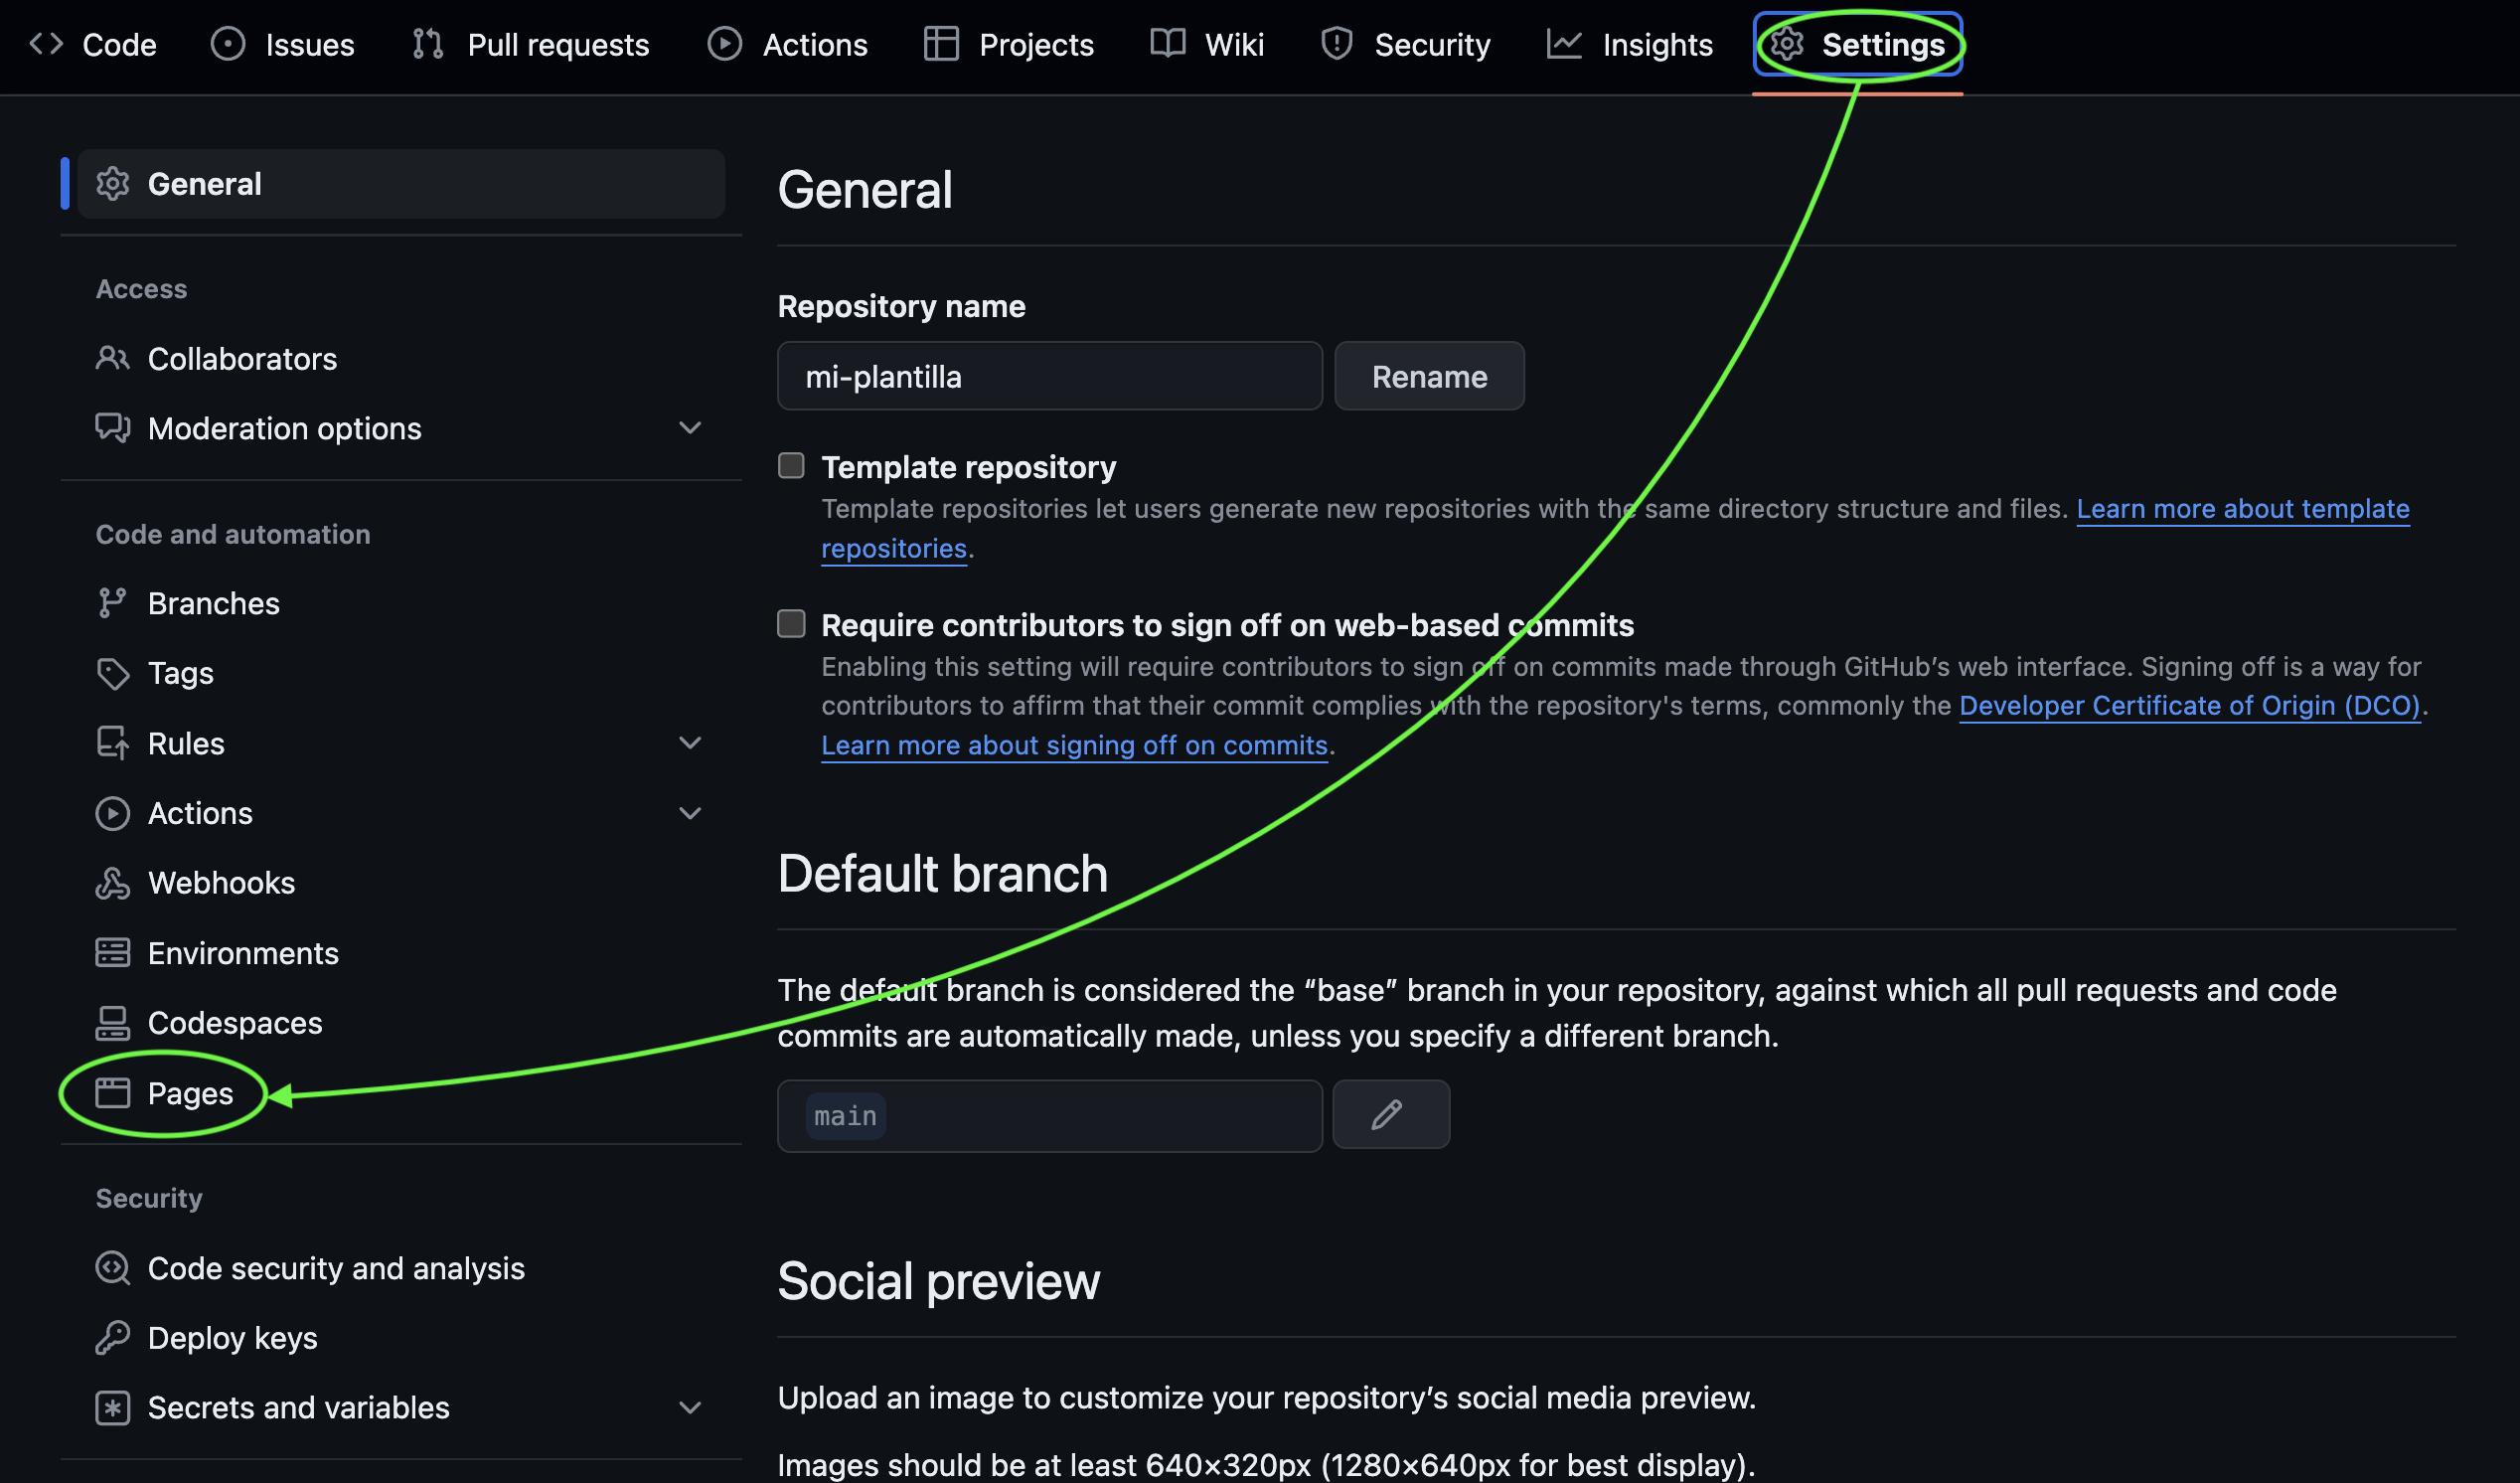 Code Issues Pull requests Actions Projects Wiki Security Insights Settings
General
Access
Collaborators
Moderation options
Code and automation
Branches
Tags
Rules
Actions
Webhooks
Environments
Codespaces
Pages
Security
Code security and analysis
Deploy keys
Secrets and variables
General
Repository name
mi-plantilla Rename
Template repository
Template repositories let users generate new repositories with the same directory structure and files. Learn more about template
repositories.
Require contributors to sign off on web-based commits
Enabling this setting will require contributors to sign off on commits made through GitHub’s web interface. Signing off is a way for
contributors to affirm that their commit complies with the repository's terms, commonly the Developer Certificate of Origin (DCO).
Learn more about signing off on commits.
Default branch
The default branch is considered the “base” branch in your repository, against which all pull requests and code
commits are automatically made, unless you specify a different branch.
main
Social preview
Upload an image to customize your repository’s social media preview.
Images should be at least 640×320px (1280×640px for best display).